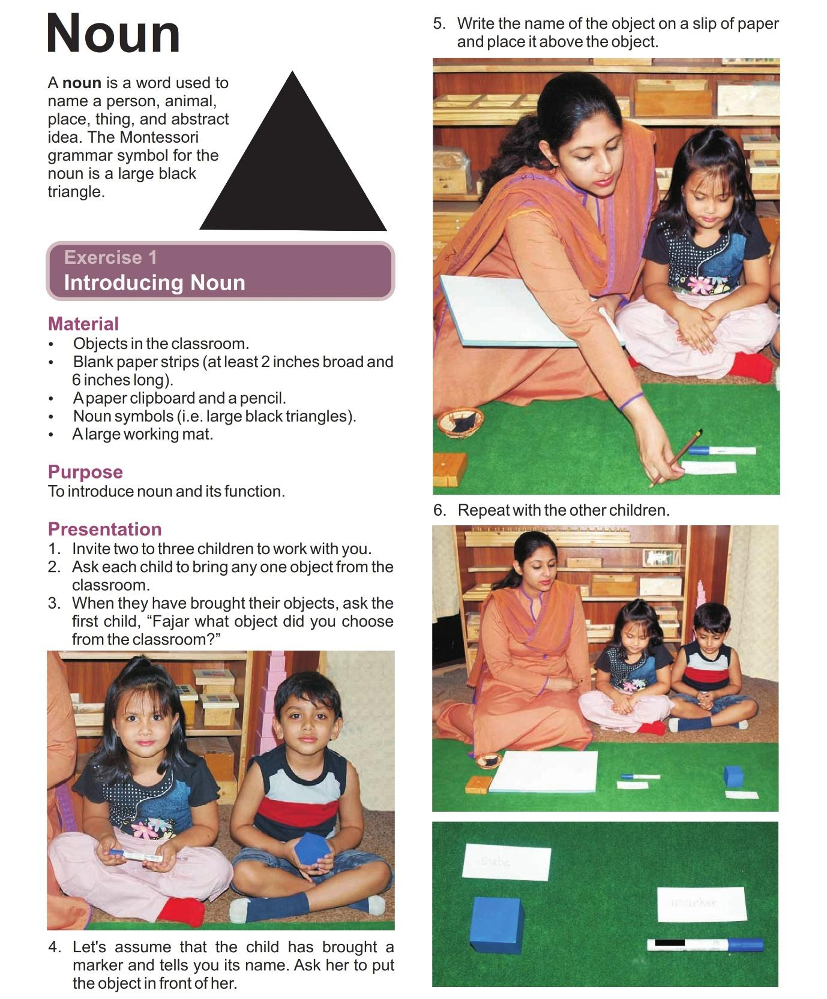 Noun
A noun is a word used to
name a person, animal,
place, thing, and abstract
idea. The Montessori
grammar symbol for the
noun is a large black
triangle.
Exercise 1
Introducing Noun
Material
• Objects in the classroom.
• Blank paper strips (at least 2 inches broad and
6 inches long).
• A paper clipboard and a pencil.
• Noun symbols (i.e. large black triangles).
• A large working mat.
Purpose
To introduce noun and its function.
Presentation
1. Invite two to three children to work with you.
2. Ask each child to bring any one object from the
classroom.
3. When they have brought their objects, ask the
first child, “Fajar what object did you choose
from the classroom?”
4. Let's assume that the child has brought a
marker and tells you its name. Ask her to put
the object in front of her.
5. Write the name of the object on a slip of paper
and place it above the object.
6. Repeat with the other children.
cube
marker